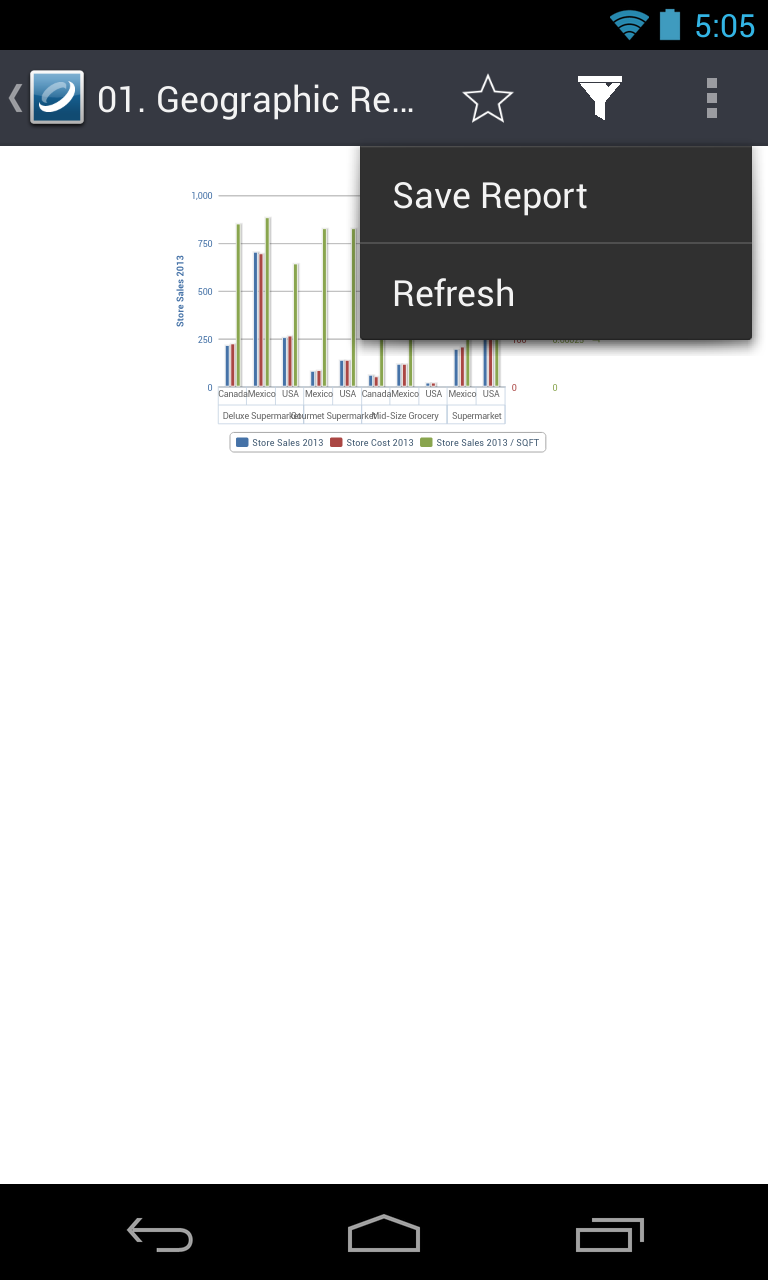 5:05
01. Geographic Re...
Save Report
Refresh
1,000
750
500
250
0
Store Sales 2013
0
0
Canada Mexico USA Mexico USA Canada Mexico USA Mexico USA
Deluxe Supermarket Gourmet Supermarket Mid-Size Grocery Supermarket
Store Sales 2013 Store Cost 2013 Store Sales 2013 / SQFT